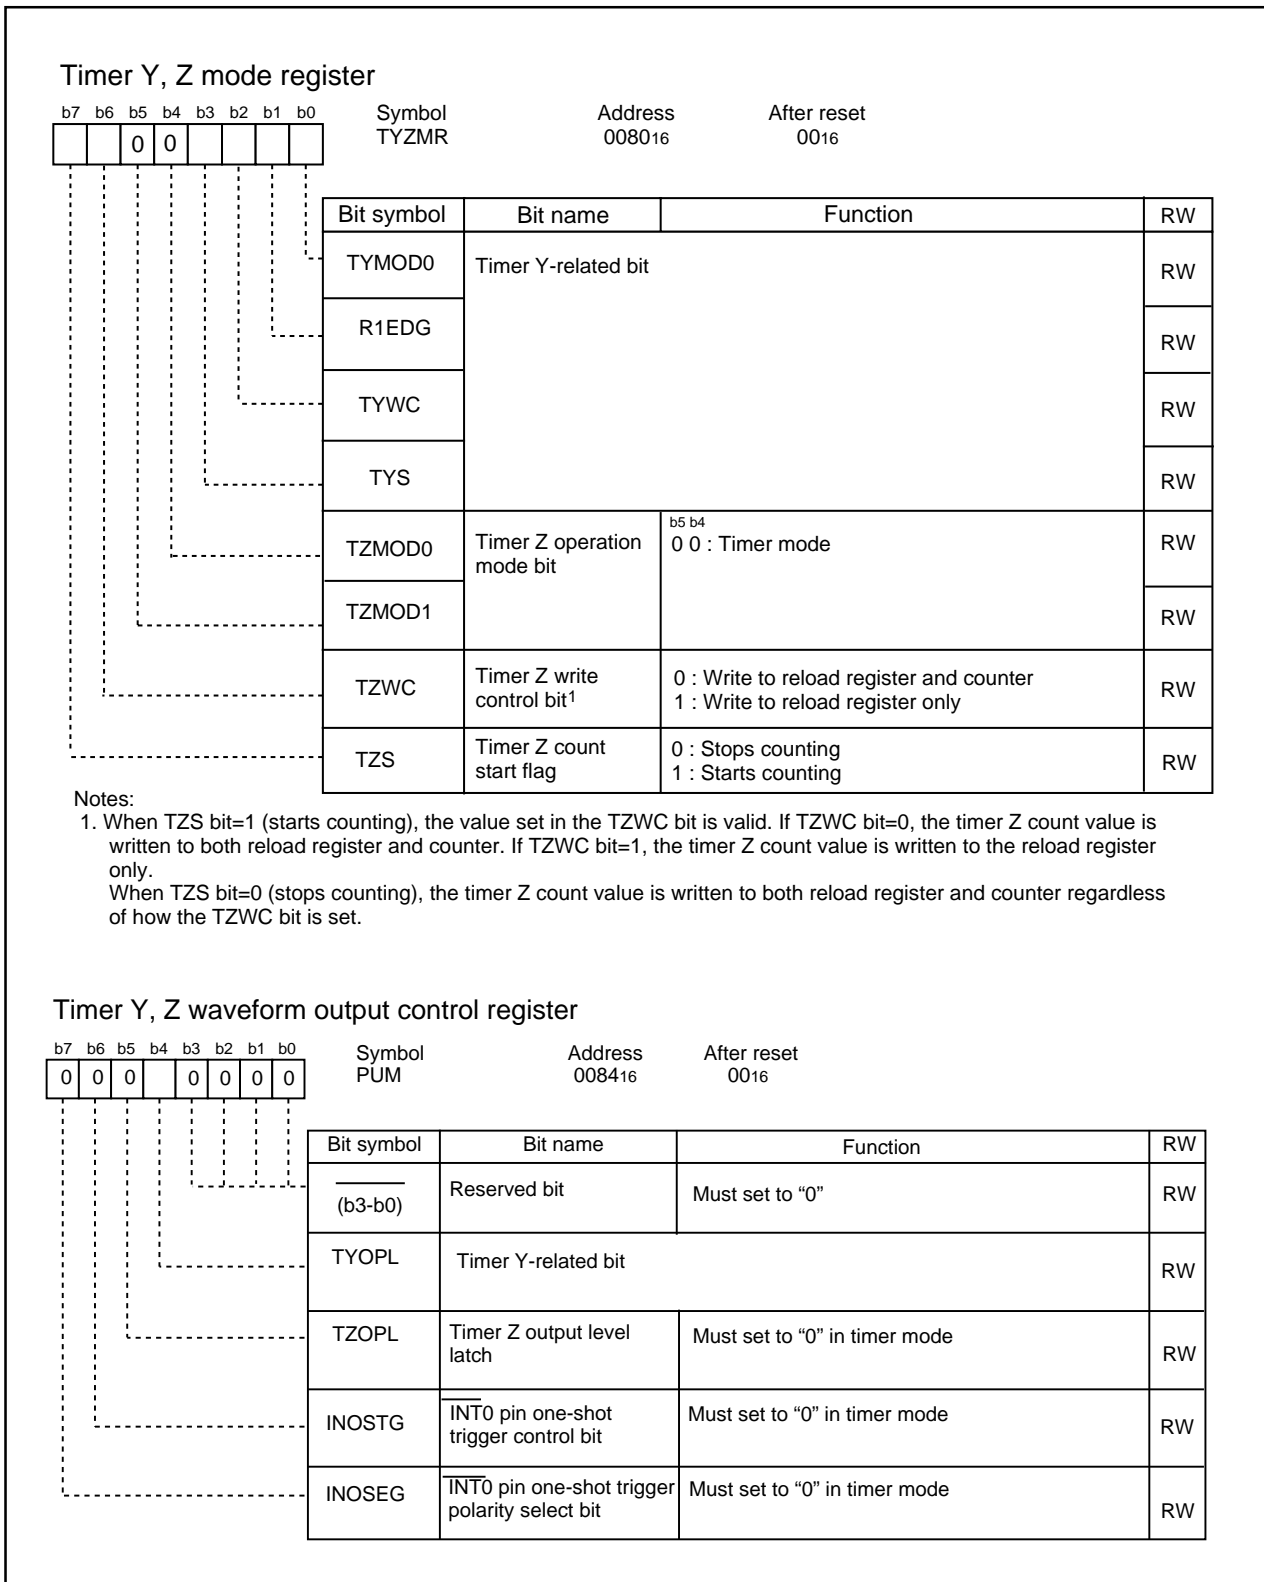 Timer Y, Z mode register
b7 b6 b5 b4 b3 b2 b1 b0
Symbol Address After reset
0 0
TYZMR 008016 0016
Bit symbol Bit name Function RW
TYMOD0 Timer Y-related bit RW
R1EDG RW
TYWC RW
TYS RW
b5 b4
TZMOD0 Timer Z operation mode bit 0 0 : Timer mode RW
TZMOD1 RW
TZWC Timer Z write control bit1 0 : Write to reload register and counter RW
1 : Write to reload register only
TZS Timer Z count start flag 0 : Stops counting RW
1 : Starts counting
Notes:
1. When TZS bit=1 (starts counting), the value set in the TZWC bit is valid. If TZWC bit=0, the timer Z count value is
written to both reload register and counter. If TZWC bit=1, the timer Z count value is written to the reload register
only.
When TZS bit=0 (stops counting), the timer Z count value is written to both reload register and counter regardless
of how the TZWC bit is set.
Timer Y, Z waveform output control register
b7 b6 b5 b4 b3 b2 b1 b0
Symbol Address After reset
0 0 0 0 0 0 0
PUM 008416 0016
Bit symbol Bit name Function RW
(b3-b0) Reserved bit Must set to “0” RW
TYOPL Timer Y-related bit RW
TZOPL Timer Z output level latch Must set to “0” in timer mode RW
INOSTG INT0 pin one-shot trigger control bit Must set to “0” in timer mode RW
INOSEG INT0 pin one-shot trigger polarity select bit Must set to “0” in timer mode RW